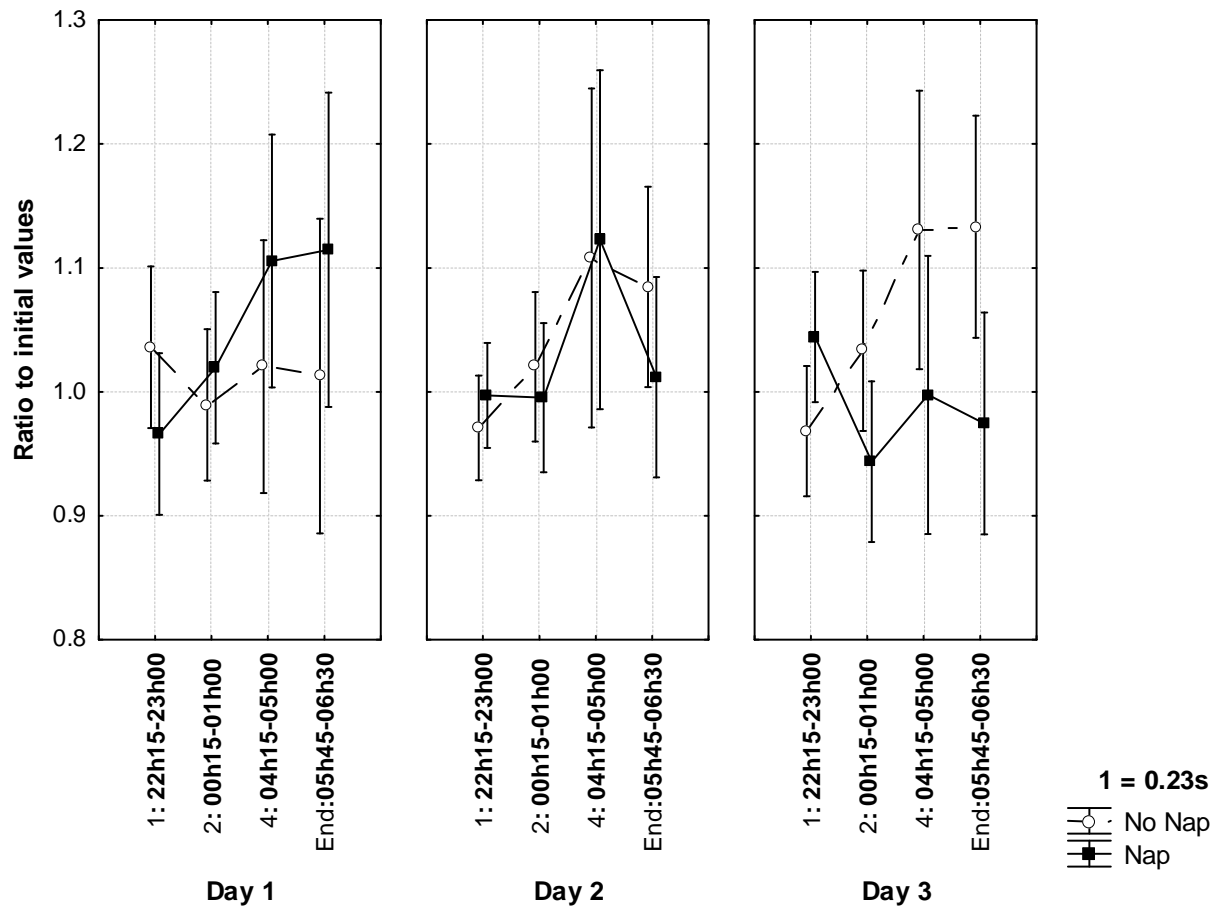 Ratio to initial values
1.3
1.2
1.1
1.0
0.9
0.8
1: 22h15-23h00
2: 00h15-01h00
4: 04h15-05h00
End:05h45-06h30
Day 1
1: 22h15-23h00
2: 00h15-01h00
4: 04h15-05h00
End:05h45-06h30
Day 2
1: 22h15-23h00
2: 00h15-01h00
4: 04h15-05h00
End:05h45-06h30
Day 3
1 = 0.23s
No Nap
Nap